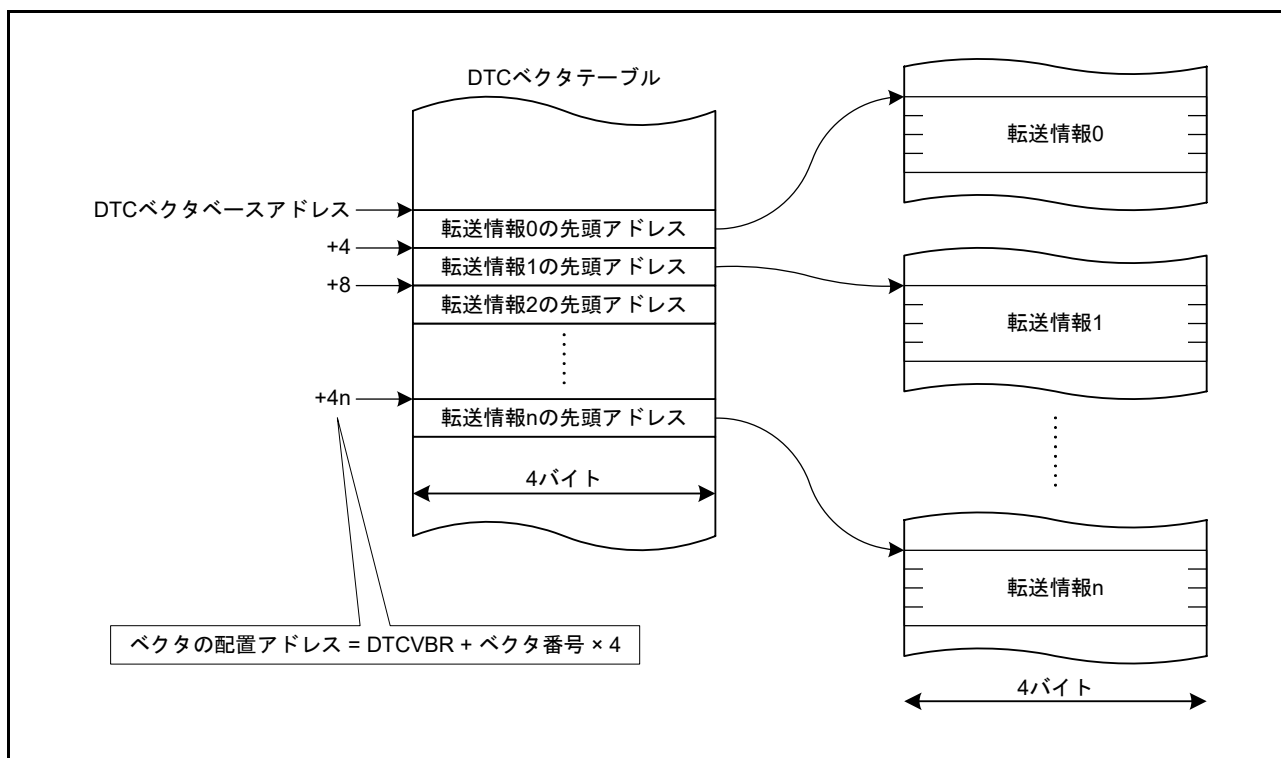 DTCベクタテーブル
DTCベクタベースアドレス
転送情報0の先頭アドレス
+4
転送情報1の先頭アドレス
+8
転送情報2の先頭アドレス
+4n
転送情報nの先頭アドレス
4バイト
ベクタの配置アドレス = DTCVBR + ベクタ番号 × 4
転送情報0
転送情報1
転送情報n
4バイト